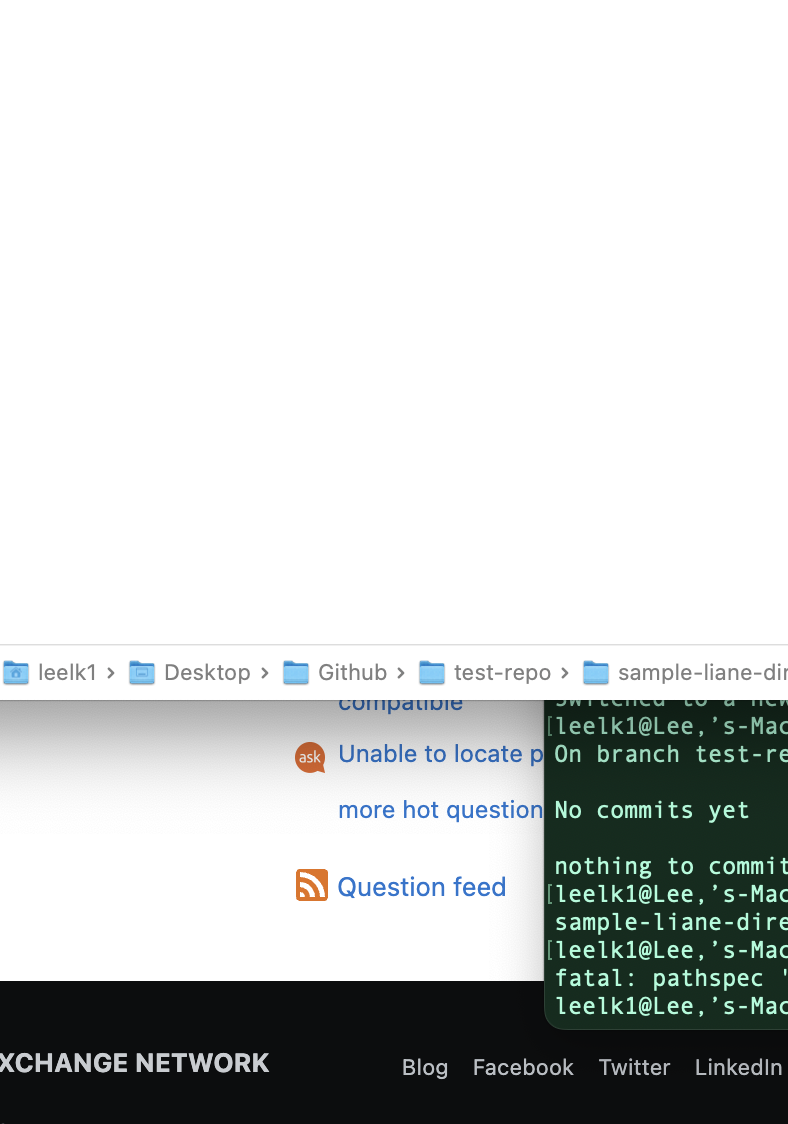 leelk1 › Desktop › Github › test-repo › sample-liane-dir
compatible
Unable to locate p
more hot question
Question feed
Switched to a new
[leelk1@Lee,’s-Mac
On branch test-re
No commits yet
nothing to commit
[leelk1@Lee,’s-Mac
sample-liane-dire
[leelk1@Lee,’s-Mac
fatal: pathspec '
leelk1@Lee,’s-Mac
XCHANGE NETWORK
Blog Facebook Twitter LinkedIn
ask